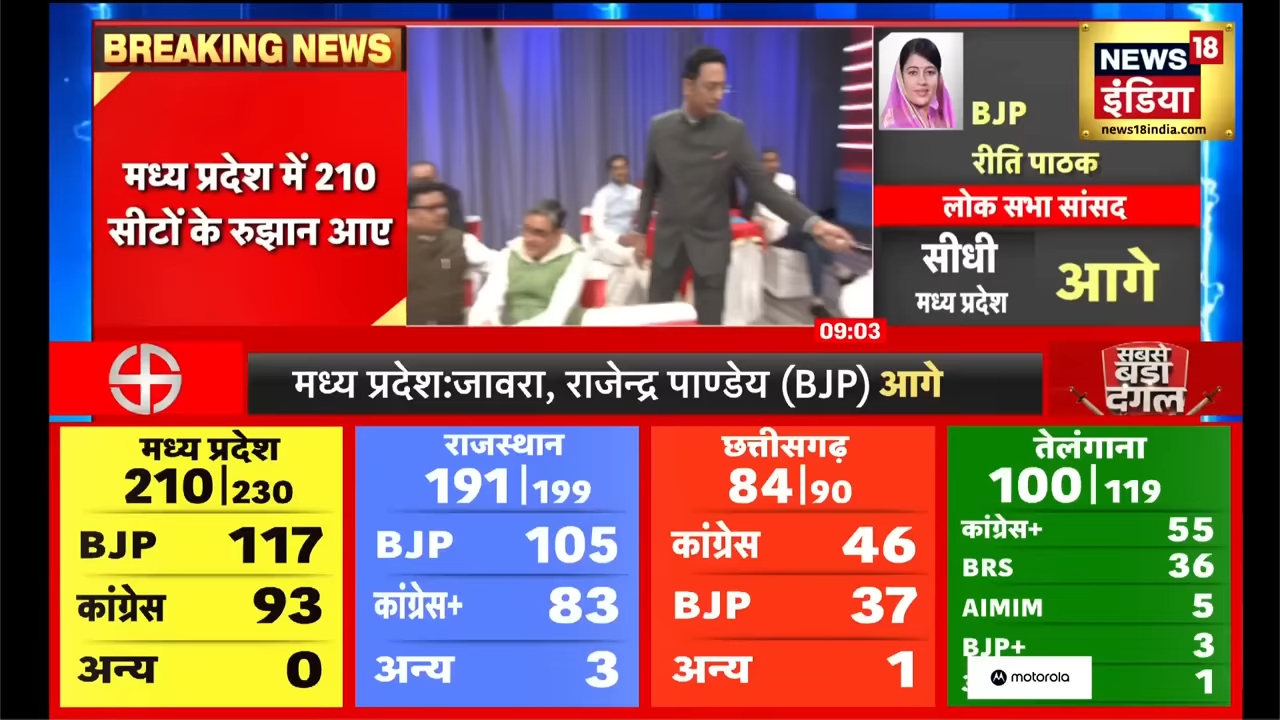 BREAKING NEWS
मध्य प्रदेश में 210
सीटों के रुझान आए
BJP
रीति पाठक
लोक सभा सांसद
सीधी
मध्य प्रदेश
आगे
NEWS 18
इंडिया
news18india.com
09:03
मध्य प्रदेश:जावरा, राजेन्द्र पाण्डेय (BJP) आगे
सबसे
बड़ा
दंगल
मध्य प्रदेश
210|230
BJP 117
कांग्रेस 93
अन्य 0
राजस्थान
191|199
BJP 105
कांग्रेस+ 83
अन्य 3
छत्तीसगढ़
84|90
कांग्रेस 46
BJP 37
अन्य 1
तेलंगाना
100|119
कांग्रेस+ 55
BRS 36
AIMIM 5
BJP+ 3
1
motorola